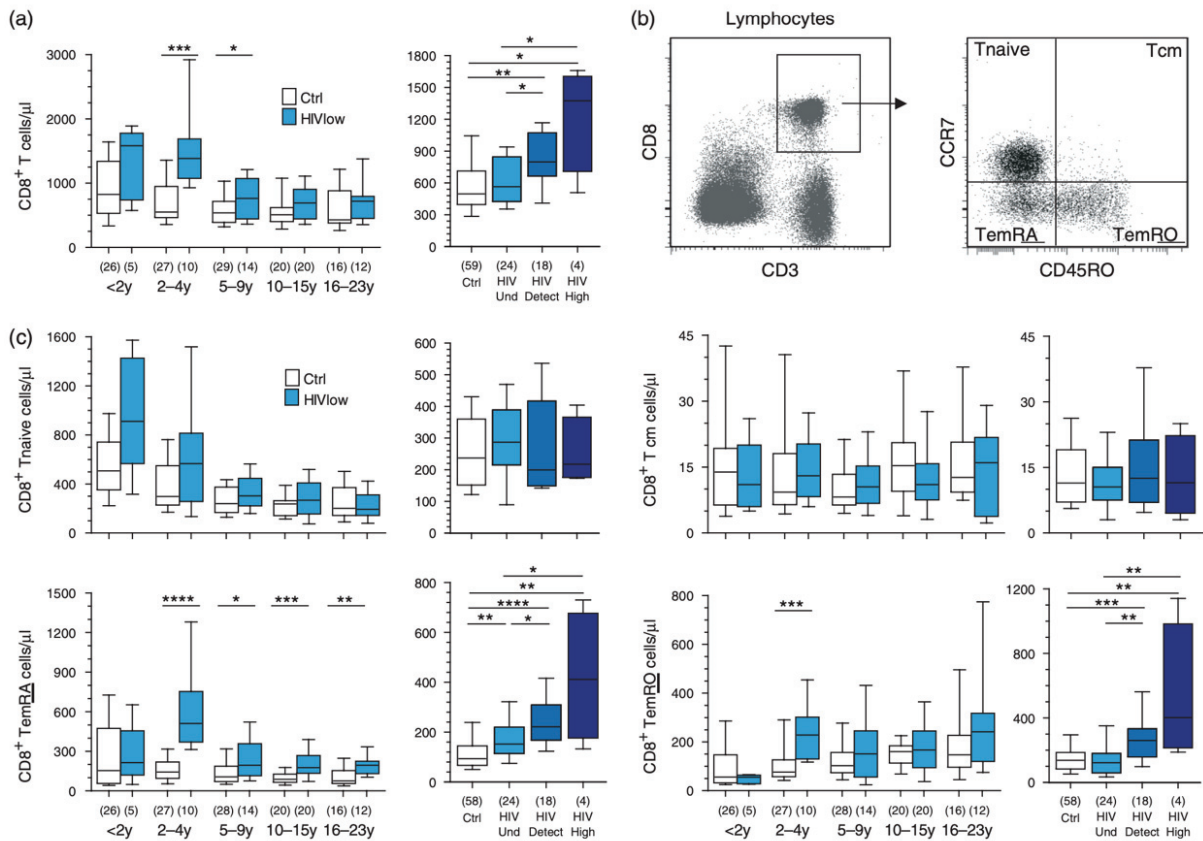 (a)
CD8+ T cells/µl
3000
2000
1000
0
*** *
Ctrl
HIVlow
(26) (5) (27) (10) (29) (14) (20) (20) (16) (12)
<2y 2–4y 5–9y 10–15y 16–23y
1800
1500
1200
900
600
300
0
*
*
**
*
(59) (24) (18) (4)
Ctrl HIV HIV HIV
Und Detect High
(b)
Lymphocytes
CD8
CD3
Tnaive Tcm
CCR7
TemRA TemRO
CD45RO
(c)
CD8+ Tnaive cells/µl
1600
1200
800
400
0
Ctrl
HIVlow
600
500
400
300
200
100
0
CD8+ T cm cells/µl
45
30
15
0
45
30
15
0
CD8+ TemRA cells/µl
1500
1200
900
600
300
0
**** * *** **
(26) (5) (27) (10) (28) (14) (20) (20) (16) (12)
<2y 2–4y 5–9y 10–15y 16–23y
800
600
400
200
0
*
**
****
** *
(58) (24) (18) (4)
Ctrl HIV HIV HIV
Und Detect High
CD8+ TemRO cells/µl
800
600
400
200
0
***
(26) (5) (27) (10) (28) (14) (20) (20) (16) (12)
<2y 2–4y 5–9y 10–15y 16–23y
1200
800
400
0
**
**
***
**
(58) (24) (18) (4)
Ctrl HIV HIV HIV
Und Detect High